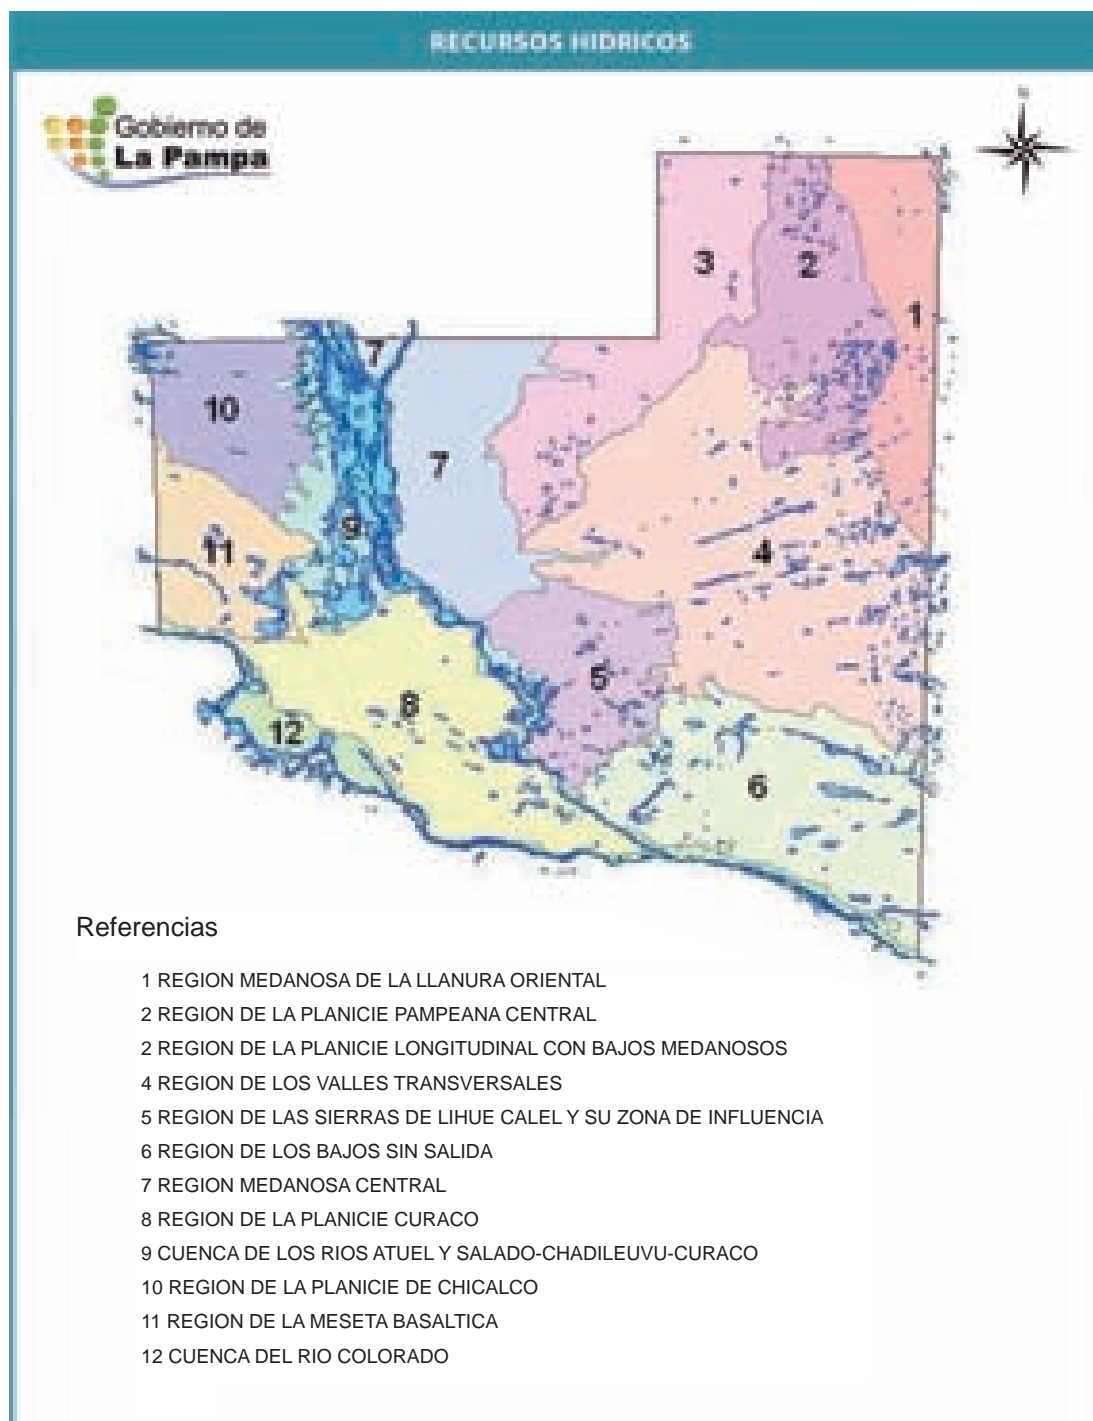 RECURSOS HIDRICOS
Gobierno de
La Pampa
N
3
2
1
7
10
7
9
11
4
5
8
12
6
Referencias
1 REGION MEDANOSA DE LA LLANURA ORIENTAL
2 REGION DE LA PLANICIE PAMPEANA CENTRAL
2 REGION DE LA PLANICIE LONGITUDINAL CON BAJOS MEDANOSOS
4 REGION DE LOS VALLES TRANSVERSALES
5 REGION DE LAS SIERRAS DE LIHUE CALEL Y SU ZONA DE INFLUENCIA
6 REGION DE LOS BAJOS SIN SALIDA
7 REGION MEDANOSA CENTRAL
8 REGION DE LA PLANICIE CURACO
9 CUENCA DE LOS RIOS ATUEL Y SALADO-CHADILEUVU-CURACO
10 REGION DE LA PLANICIE DE CHICALCO
11 REGION DE LA MESETA BASALTICA
12 CUENCA DEL RIO COLORADO